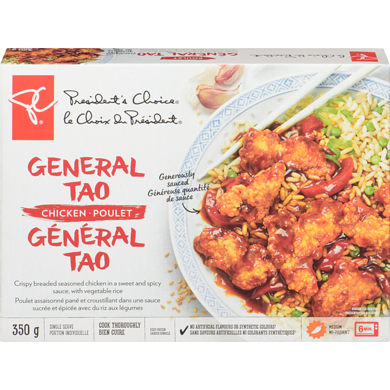 PC
President's Choice®
le Choix du Président®
GENERAL
TAO
CHICKEN • POULET
GÉNÉRAL
TAO
Generously
sauced
Généreuse quantité
de sauce
Crispy breaded seasoned chicken in a sweet and spicy
sauce, with vegetable rice
Poulet assaisonné pané et croustillant dans une sauce
sucrée et épicée avec du riz aux légumes
350 g
SINGLE SERVE
PORTION INDIVIDUELLE
COOK THOROUGHLY
BIEN CUIRE
NO ARTIFICIAL FLAVOURS OR SYNTHETIC COLOURS
SANS SAVEURS ARTIFICIELLES NI COLORANTS SYNTHÉTIQUES
MEDIUM
MI-PIQUANT
6 MIN